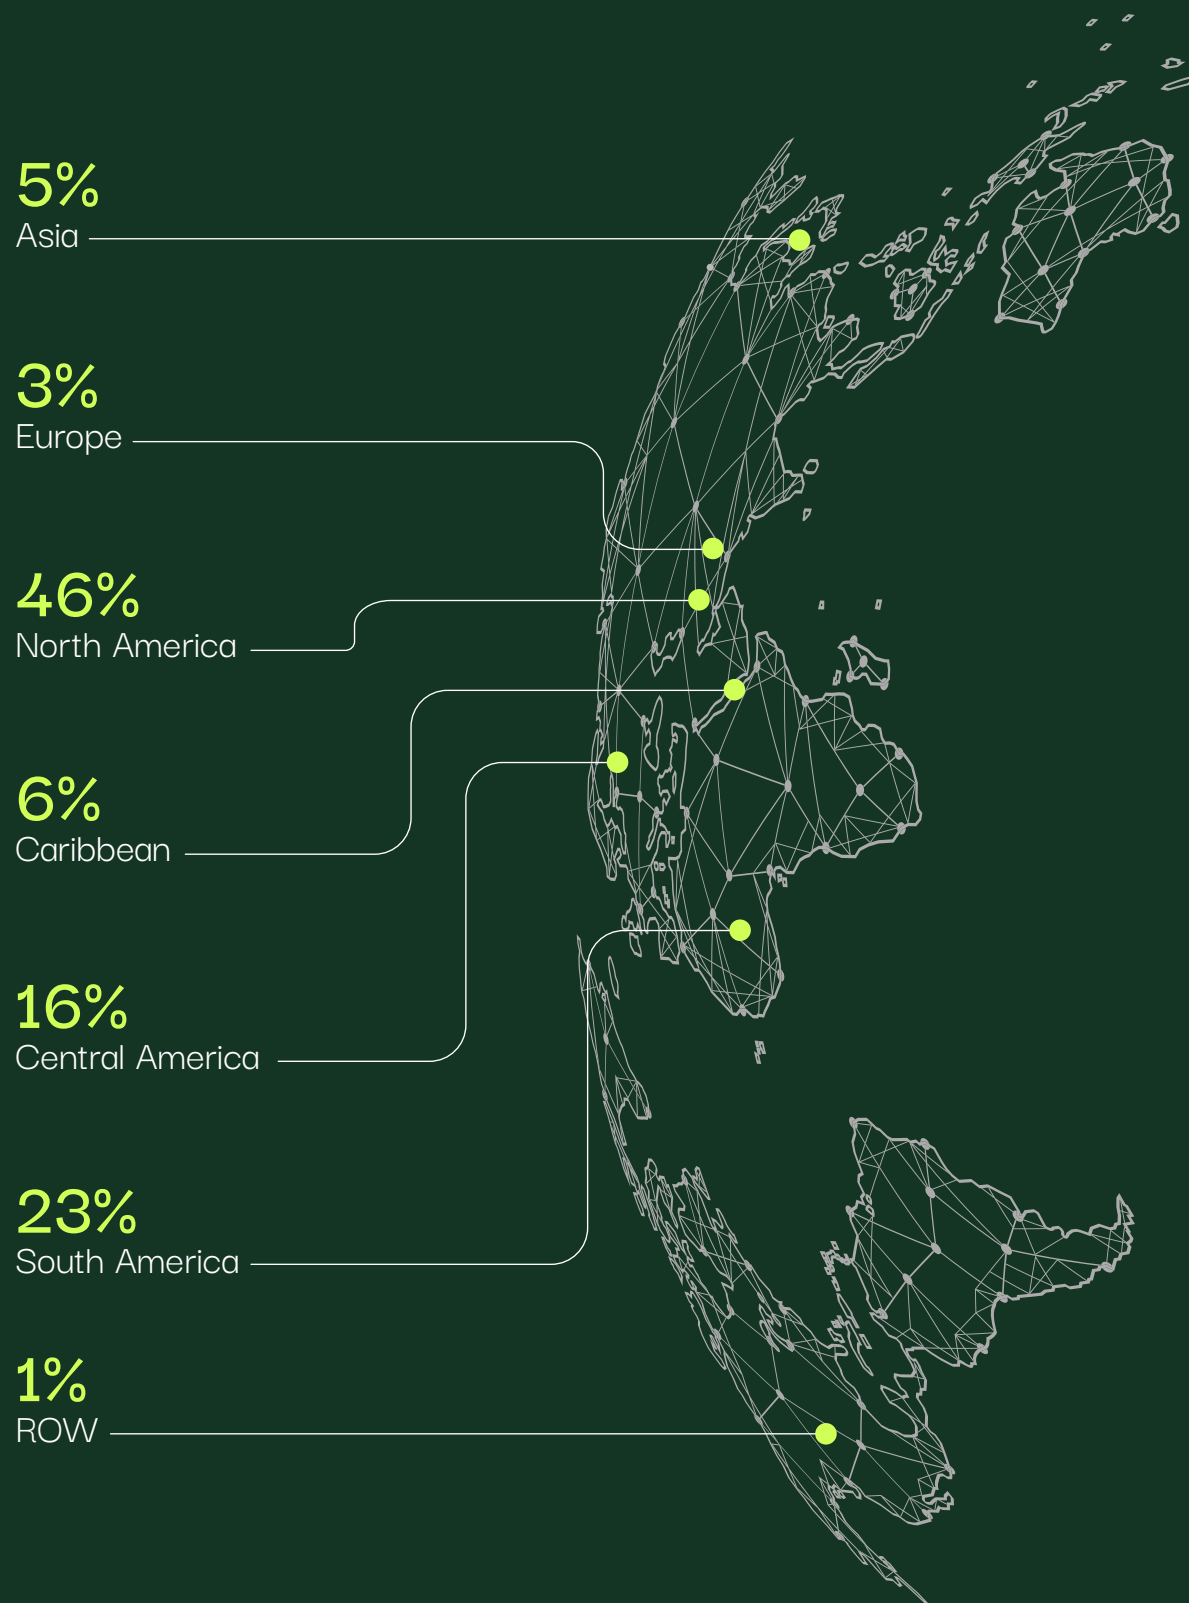 5%
Asia
3%
Europe
46%
North America
6%
Caribbean
16%
Central America
23%
South America
1%
ROW